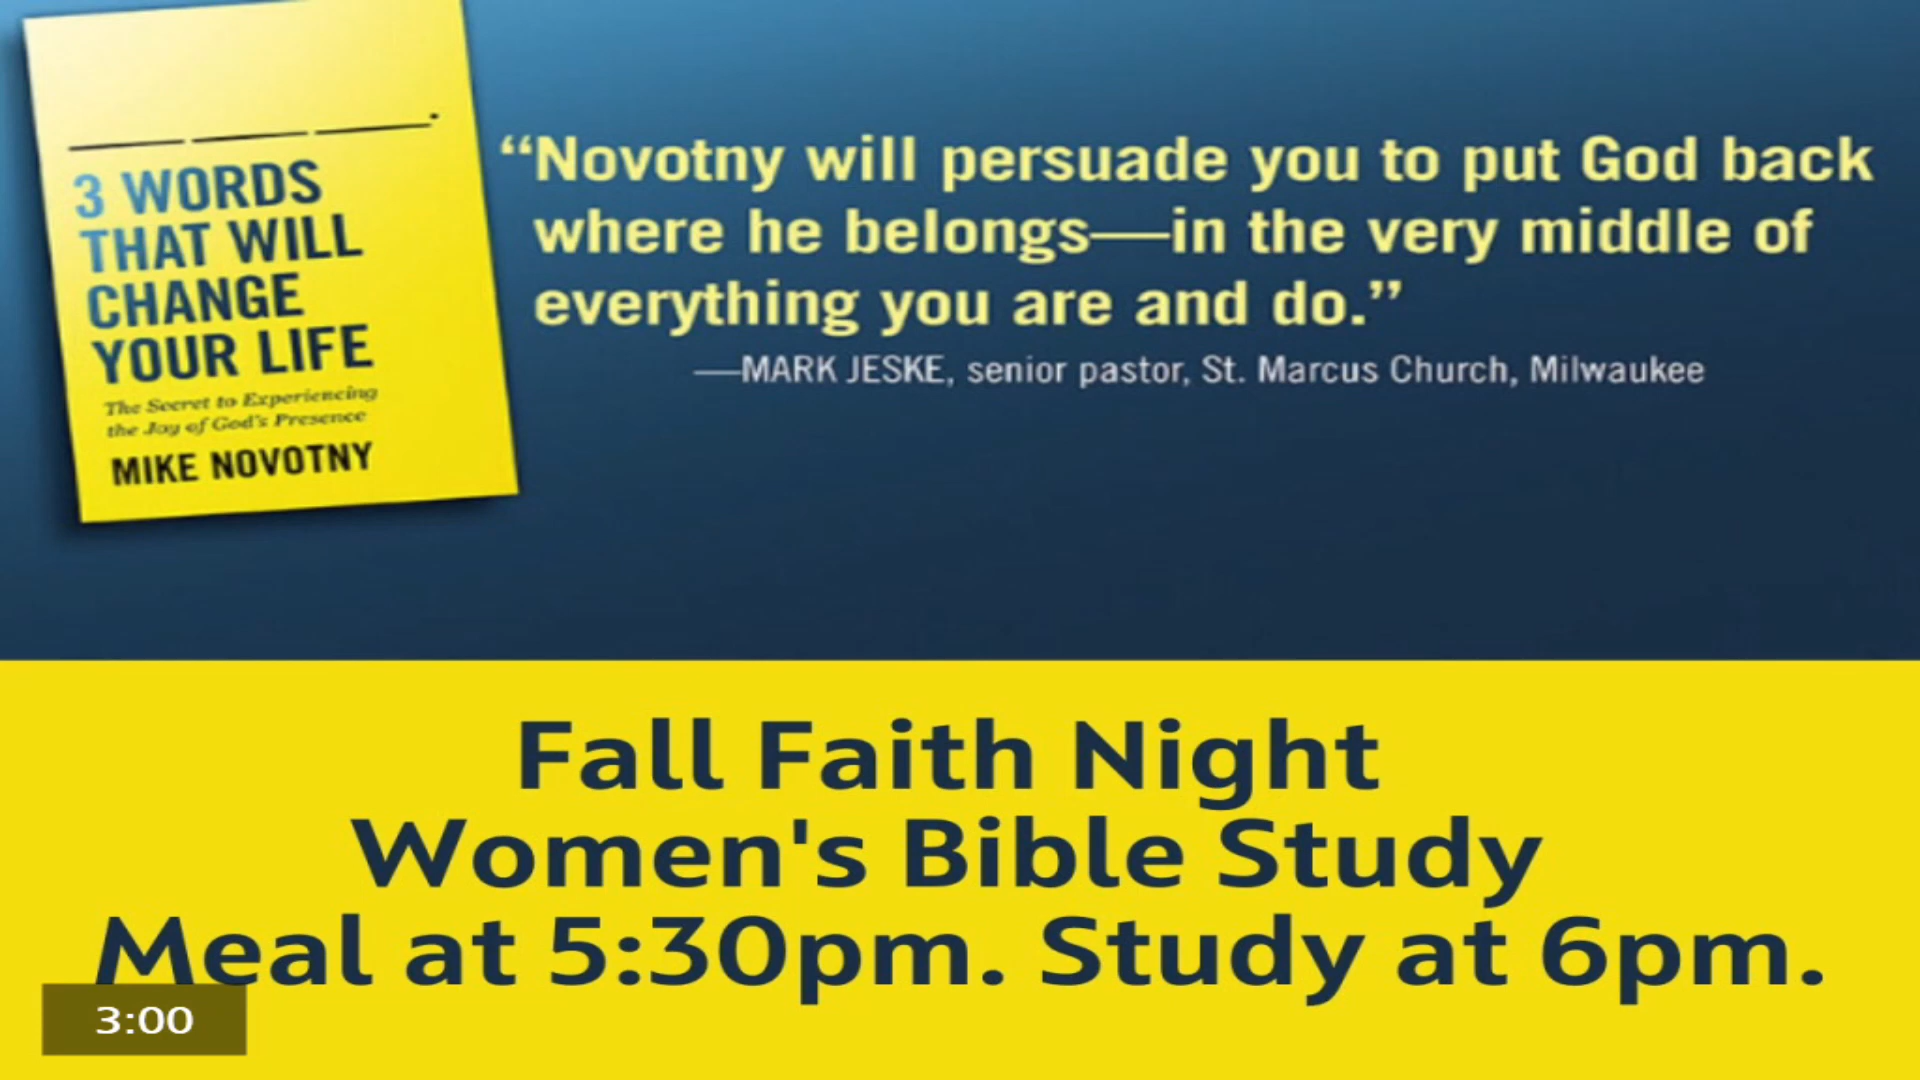 3 WORDS
THAT WILL
CHANGE
YOUR LIFE
The Secret to Experiencing
the Joy of God's Presence
MIKE NOVOTNY
“Novotny will persuade you to put God back
where he belongs—in the very middle of
everything you are and do.”
—MARK JESKE, senior pastor, St. Marcus Church, Milwaukee
Fall Faith Night
Women's Bible Study
Meal at 5:30pm. Study at 6pm.
3:00